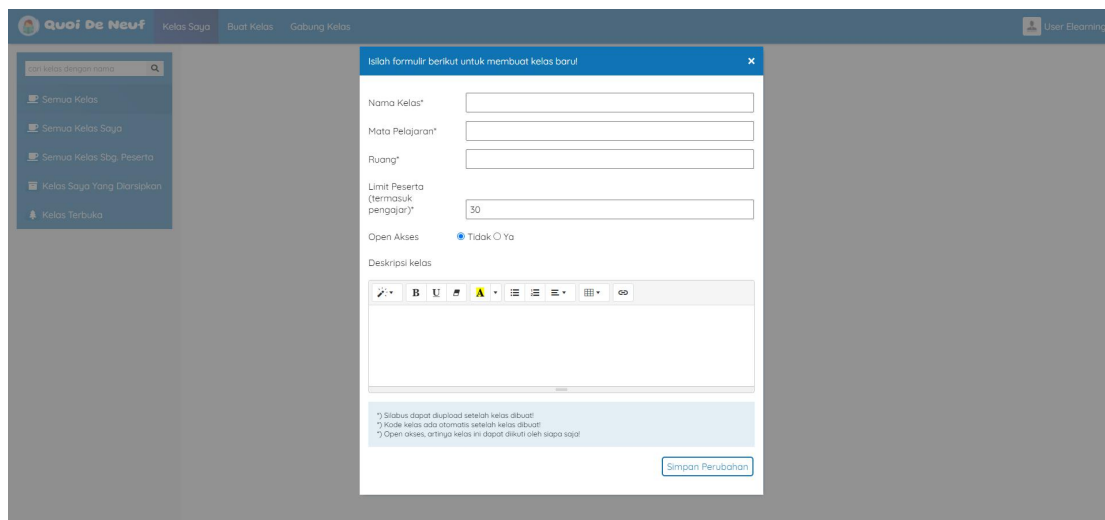 Quoi De Neuf
Kelas Saya
Buat Kelas
Gabung Kelas
User Elearning
cari kelas dengan nama
Semua Kelas
Semua Kelas Saya
Semua Kelas Sbg. Peserta
Kelas Saya Yang Diarsipkan
Kelas Terbuka
Isilah formulir berikut untuk membuat kelas baru!
Nama Kelas*
Mata Pelajaran*
Ruang*
Limit Peserta
(termasuk
pengajar)*
30
Open Akses
Tidak
Ya
Deskripsi kelas
B U A
*) Silabus dapat diupload setelah kelas dibuat!
*) Kode kelas ada otomatis setelah kelas dibuat!
*) Open akses, artinya kelas ini dapat diikuti oleh siapa saja!
Simpan Perubahan